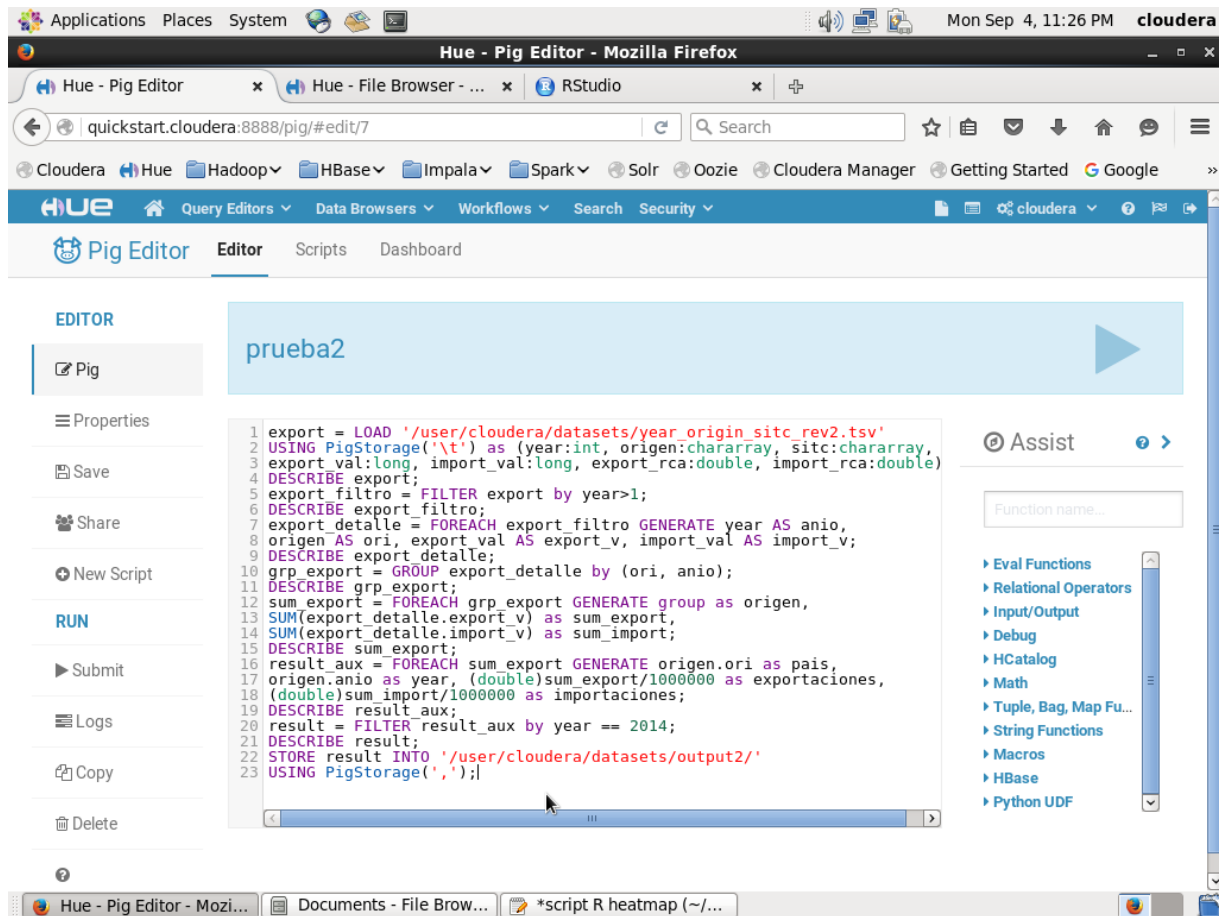 Applications Places System Mon Sep 4, 11:26 PM cloudera
Hue - Pig Editor - Mozilla Firefox
Hue - Pig Editor Hue - File Browser - ... RStudio
quickstart.cloudera:8888/pig/#edit/7 Search
Cloudera Hue Hadoop HBase Impala Spark Solr Oozie Cloudera Manager Getting Started Google »
HUE Query Editors Data Browsers Workflows Search Security cloudera
Pig Editor Editor Scripts Dashboard
EDITOR
Pig
Properties
Save
Share
New Script
RUN
Submit
Logs
Copy
Delete
prueba2
1 export = LOAD '/user/cloudera/datasets/year_origin_sitc_rev2.tsv'
2 USING PigStorage('\t') as (year:int, origen:chararray, sitc:chararray,
3 export_val:long, import_val:long, export_rca:double, import_rca:double)
4 DESCRIBE export;
5 export_filtro = FILTER export by year>1;
6 DESCRIBE export_filtro;
7 export_detalle = FOREACH export_filtro GENERATE year AS anio,
8 origen AS ori, export_val AS export_v, import_val AS import_v;
9 DESCRIBE export_detalle;
10 grp_export = GROUP export_detalle by (ori, anio);
11 DESCRIBE grp_export;
12 sum_export = FOREACH grp_export GENERATE group as origen,
13 SUM(export_detalle.export_v) as sum_export,
14 SUM(export_detalle.import_v) as sum_import;
15 DESCRIBE sum_export;
16 result_aux = FOREACH sum_export GENERATE origen.ori as pais,
17 origen.anio as year, (double)sum_export/1000000 as exportaciones,
18 (double)sum_import/1000000 as importaciones;
19 DESCRIBE result_aux;
20 result = FILTER result_aux by year == 2014;
21 DESCRIBE result;
22 STORE result INTO '/user/cloudera/datasets/output2/'
23 USING PigStorage(',');
Assist
Function name...
Eval Functions
Relational Operators
Input/Output
Debug
HCatalog
Math
Tuple, Bag, Map Fu...
String Functions
Macros
HBase
Python UDF
Hue - Pig Editor - Mozi... Documents - File Brow... *script R heatmap (~/...